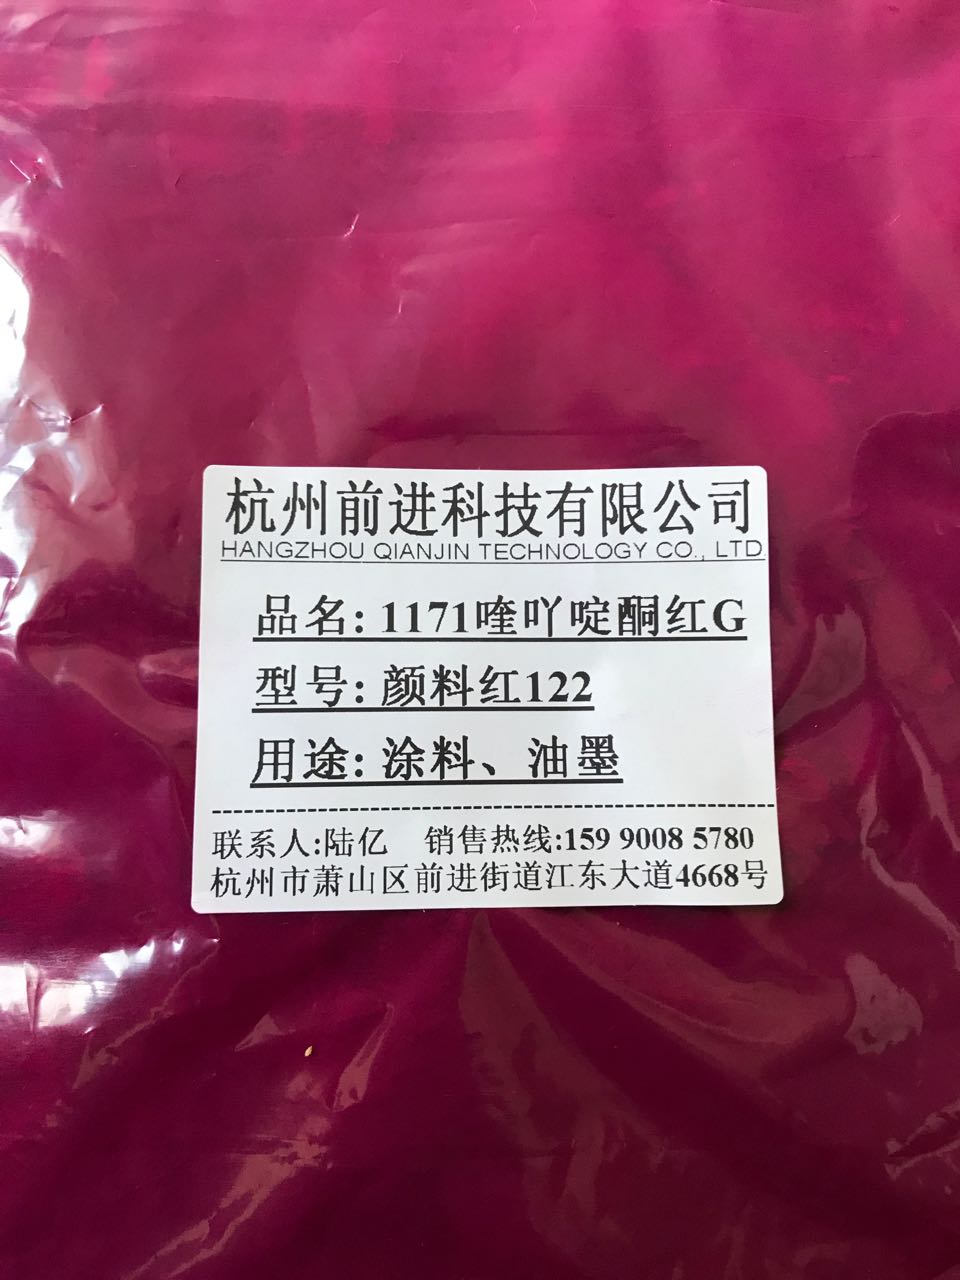 杭州前进科技有限公司
HANGZHOU QIANJIN TECHNOLOGY CO., LTD
品名: 1171喹吖啶酮红G
型号: 颜料红122
用途: 涂料、油墨
联系人:陆亿 销售热线:159 9008 5780
杭州市萧山区前进街道江东大道4668号